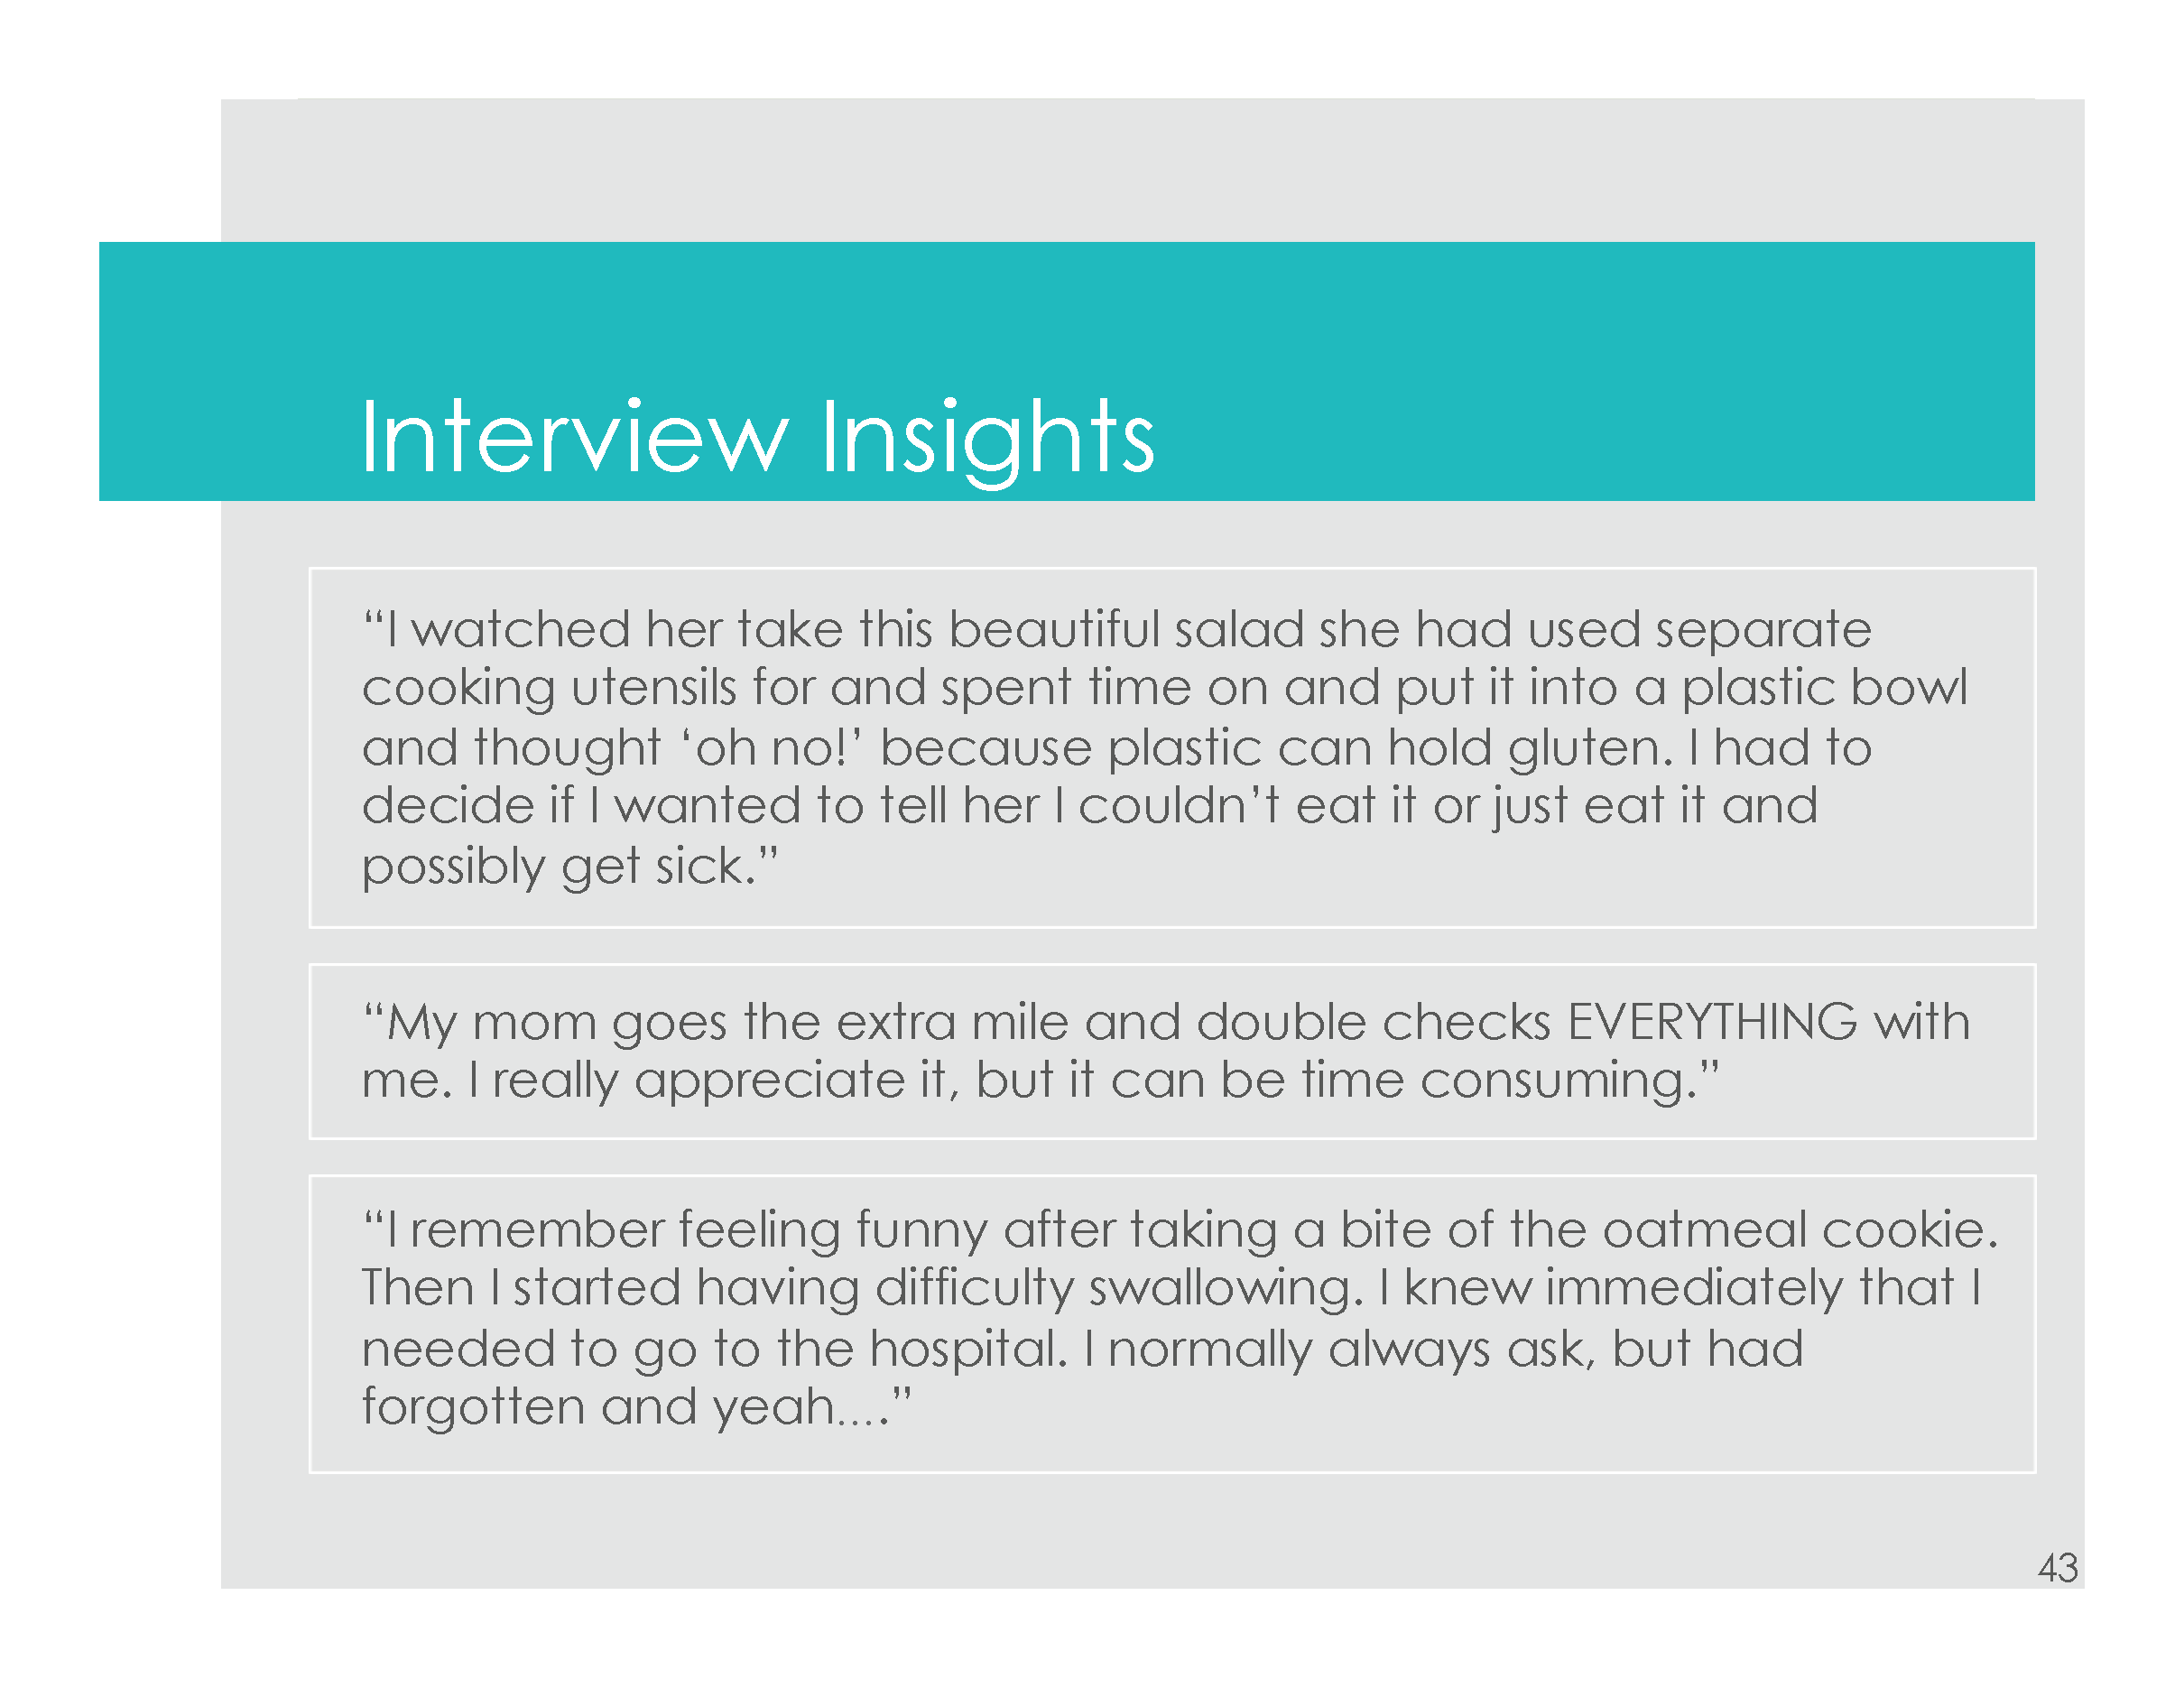 Interview Insights
“I watched her take this beautiful salad she had used separate
cooking utensils for and spent time on and put it into a plastic bowl
and thought ‘oh no!’ because plastic can hold gluten. I had to
decide if I wanted to tell her I couldn’t eat it or just eat it and
possibly get sick.”
“My mom goes the extra mile and double checks EVERYTHING with
me. I really appreciate it, but it can be time consuming.”
“I remember feeling funny after taking a bite of the oatmeal cookie.
Then I started having difficulty swallowing. I knew immediately that I
needed to go to the hospital. I normally always ask, but had
forgotten and yeah….”
43